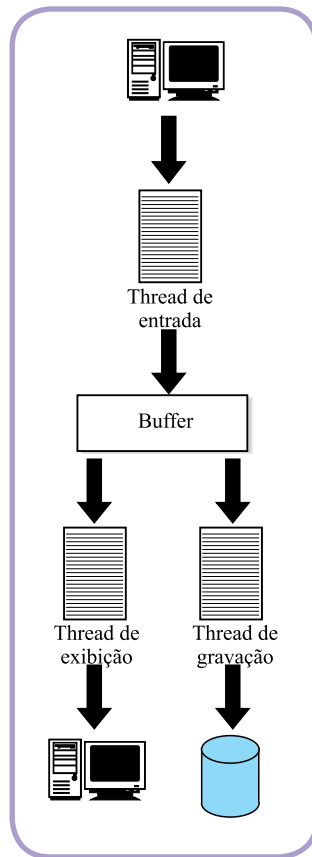 Thread de
entrada
Buffer
Thread de
exibição
Thread de
gravação